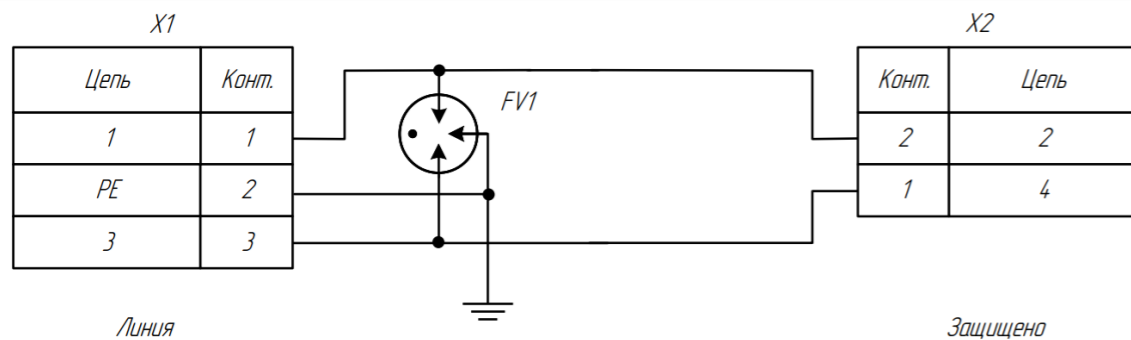 X1
X2
Цепь Конт.
Конт. Цепь
FV1
1 1
2 2
PE 2
1 4
3 3
Линия
Защищено